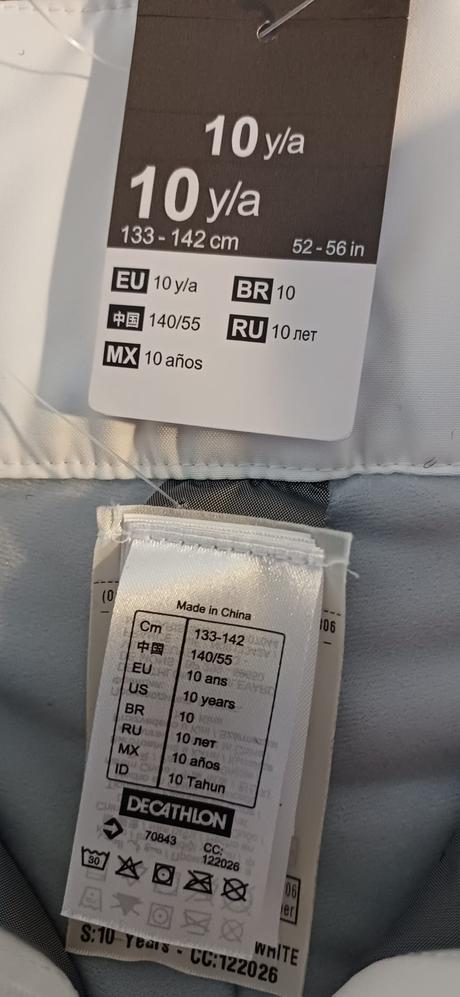 10 y/a
10 y/a
133 - 142 cm 52 - 56 in
EU 10 y/a BR 10
中国 140/55 RU 10 лет
MX 10 años
Made in China
Cm 133-142
中国 140/55
EU 10 ans
US 10 years
BR 10
RU 10 лет
MX 10 años
ID 10 Tahun
DECATHLON
70843 CC:
122026
30
WHITE
S:10 Years - CC:122026